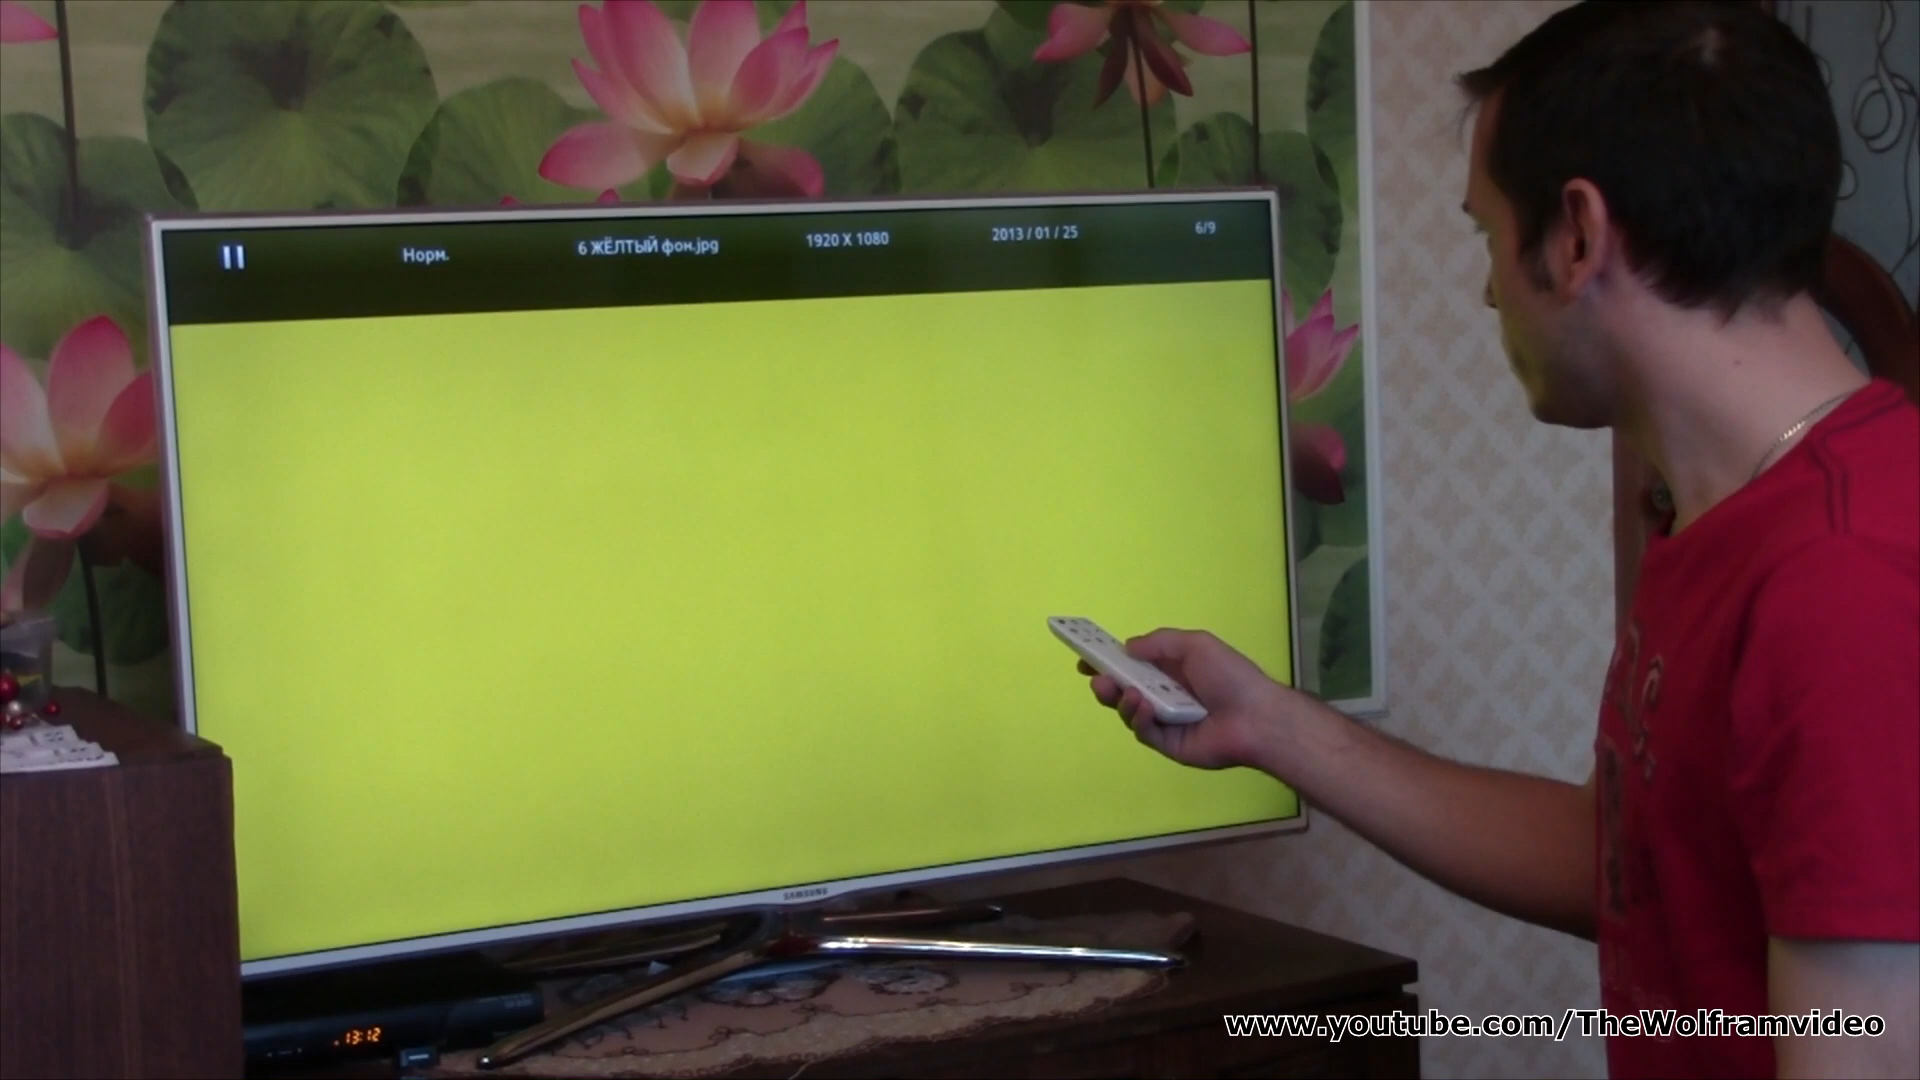 Норм.
6 ЖЁЛТЫЙ фон.jpg
1920 X 1080
2013 / 01 / 25
6/9
SAMSUNG
13:12
www.youtube.com/TheWolframvideo